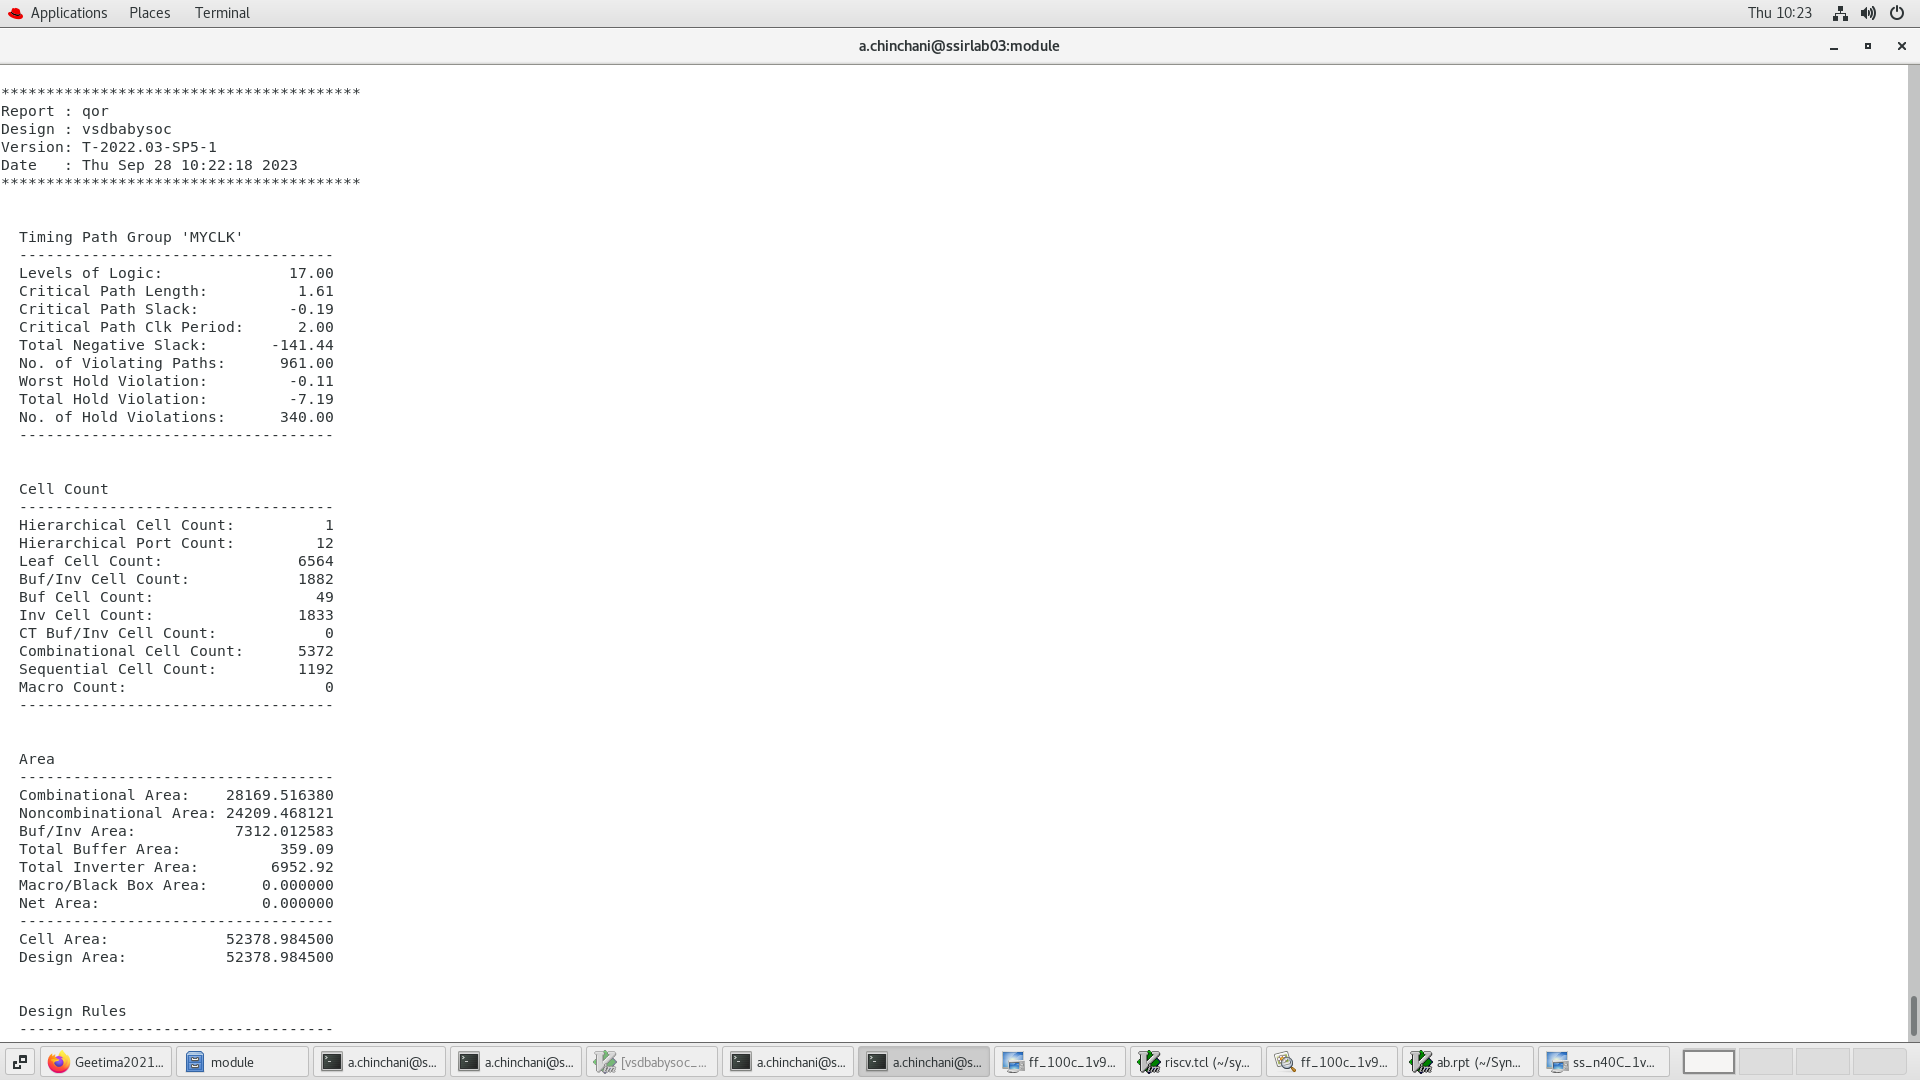 Applications Places Terminal Thu 10:23
a.chinchani@ssirlab03:module
****************************************
Report : qor
Design : vsdbabysoc
Version: T-2022.03-SP5-1
Date   : Thu Sep 28 10:22:18 2023
****************************************
Timing Path Group 'MYCLK'
-----------------------------------
Levels of Logic:              17.00
Critical Path Length:          1.61
Critical Path Slack:          -0.19
Critical Path Clk Period:      2.00
Total Negative Slack:       -141.44
No. of Violating Paths:      961.00
Worst Hold Violation:         -0.11
Total Hold Violation:         -7.19
No. of Hold Violations:      340.00
-----------------------------------
Cell Count
-----------------------------------
Hierarchical Cell Count:          1
Hierarchical Port Count:         12
Leaf Cell Count:               6564
Buf/Inv Cell Count:            1882
Buf Cell Count:                  49
Inv Cell Count:                1833
CT Buf/Inv Cell Count:            0
Combinational Cell Count:      5372
Sequential Cell Count:         1192
Macro Count:                      0
-----------------------------------
Area
-----------------------------------
Combinational Area:    28169.516380
Noncombinational Area: 24209.468121
Buf/Inv Area:           7312.012583
Total Buffer Area:           359.09
Total Inverter Area:        6952.92
Macro/Black Box Area:      0.000000
Net Area:                  0.000000
-----------------------------------
Cell Area:             52378.984500
Design Area:           52378.984500
Design Rules
-----------------------------------
Geetima2021... module a.chinchani@s... a.chinchani@s... [vsdbabysoc_... a.chinchani@s... a.chinchani@s... ff_100c_1v9... riscv.tcl (~/sy... ff_100c_1v9... ab.rpt (~/Syn... ss_n40C_1v...